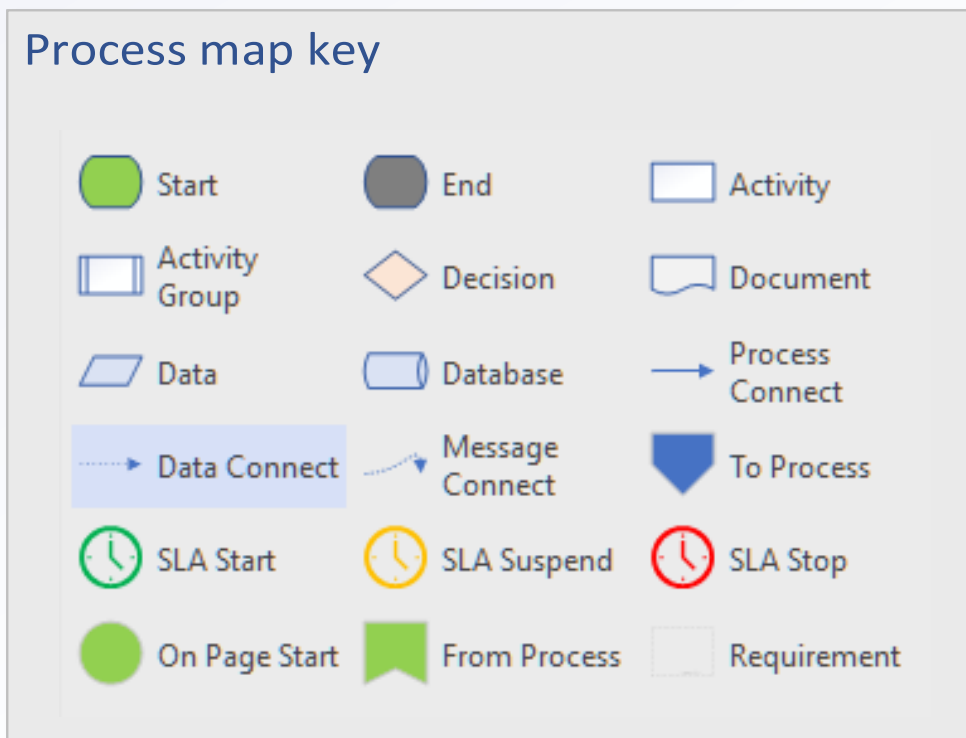 Process map key
Start
End
Activity
Activity
Group
Decision
Document
Data
Database
Process
Connect
Data Connect
Message
Connect
To Process
SLA Start
SLA Suspend
SLA Stop
On Page Start
From Process
Requirement